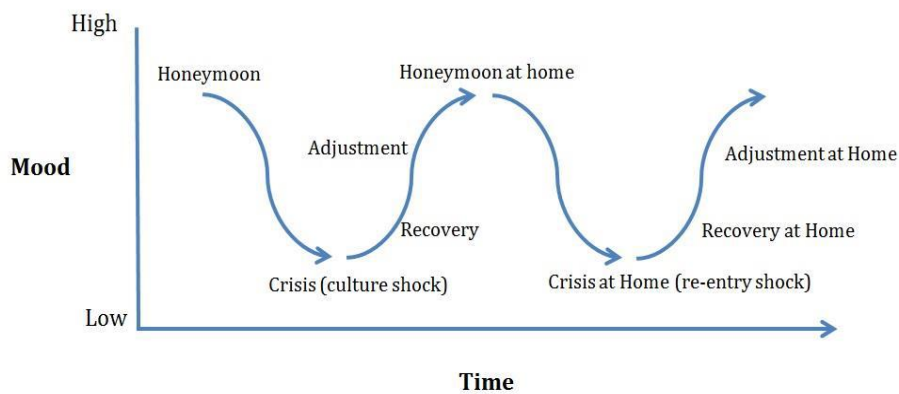 High
Honeymoon
Honeymoon at home
Adjustment
Adjustment at Home
Mood
Recovery
Recovery at Home
Crisis (culture shock)
Crisis at Home (re-entry shock)
Low
Time